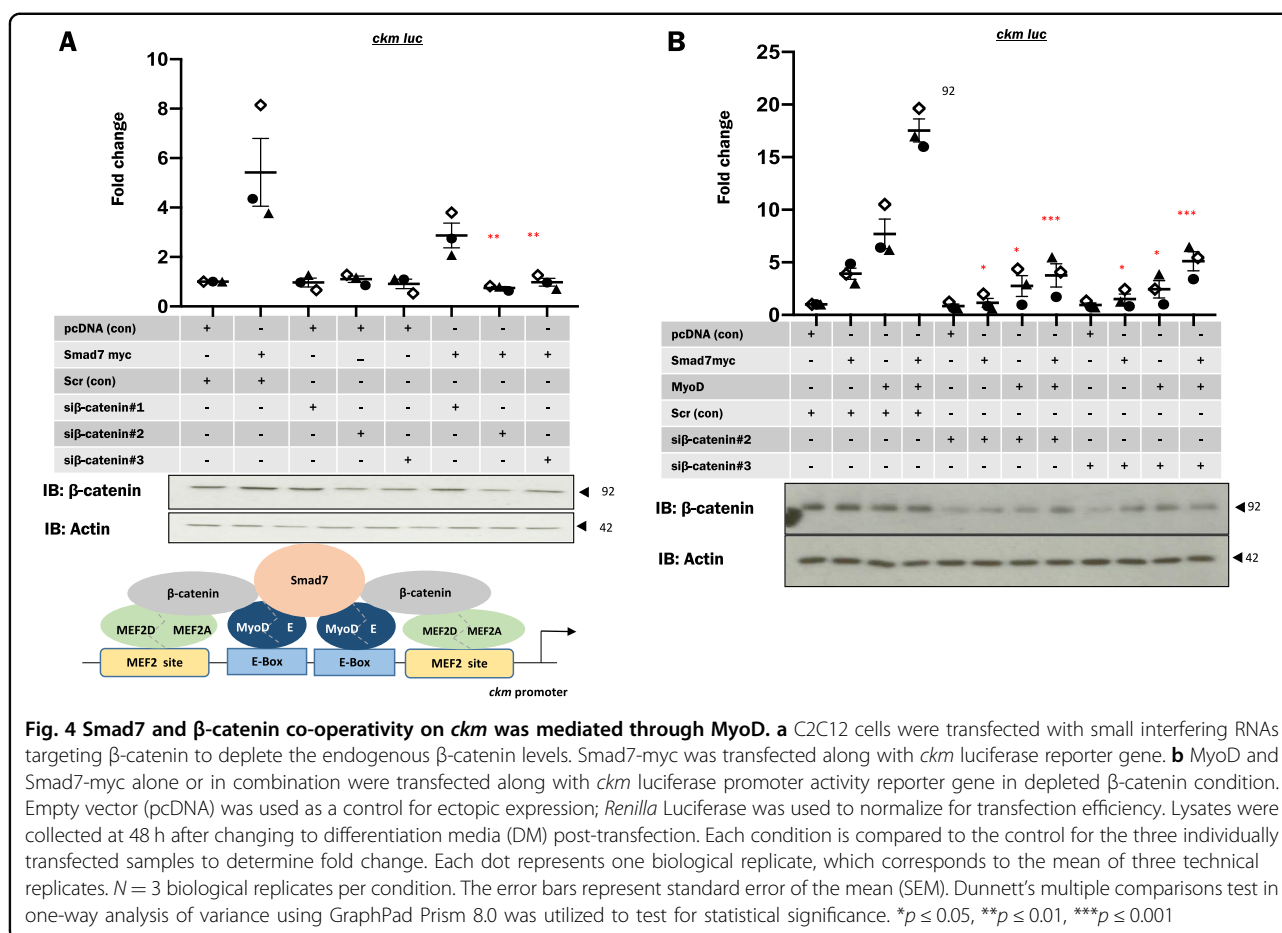 A
ckm luc
Fold change
10
8
6
4
2
0
pcDNA (con) + - + + + - - -
Smad7 myc - + - _ - + + +
Scr (con) + + - - - - - -
siβ-catenin#1 - - + - - + - -
siβ-catenin#2 - - - + - - + -
siβ-catenin#3 - - - - + - - +
** **
IB: β-catenin 92
IB: Actin 42
Smad7
β-catenin β-catenin
MEF2D MEF2A MyoD E MyoD E MEF2D MEF2A
MEF2 site E-Box E-Box MEF2 site
ckm promoter
B
ckm luc
Fold change
25
20
15
10
5
0
92
* * *** * * ***
pcDNA (con) + - - - + - - - + - - -
Smad7myc - + - + - + - + - + - +
MyoD - - + + - - + + - - + +
Scr (con) + + + + - - - - - - - -
siβ-catenin#2 - - - - + + + + - - - -
siβ-catenin#3 - - - - - - - - + + + +
IB: β-catenin 92
IB: Actin 42
Fig. 4 Smad7 and β-catenin co-operativity on ckm was mediated through MyoD. a C2C12 cells were transfected with small interfering RNAs
targeting β-catenin to deplete the endogenous β-catenin levels. Smad7-myc was transfected along with ckm luciferase reporter gene. b MyoD and
Smad7-myc alone or in combination were transfected along with ckm luciferase promoter activity reporter gene in depleted β-catenin condition.
Empty vector (pcDNA) was used as a control for ectopic expression; Renilla Luciferase was used to normalize for transfection efficiency. Lysates were
collected at 48 h after changing to differentiation media (DM) post-transfection. Each condition is compared to the control for the three individually
transfected samples to determine fold change. Each dot represents one biological replicate, which corresponds to the mean of three technical
replicates. N = 3 biological replicates per condition. The error bars represent standard error of the mean (SEM). Dunnett's multiple comparisons test in
one-way analysis of variance using GraphPad Prism 8.0 was utilized to test for statistical significance. *p ≤ 0.05, **p ≤ 0.01, ***p ≤ 0.001